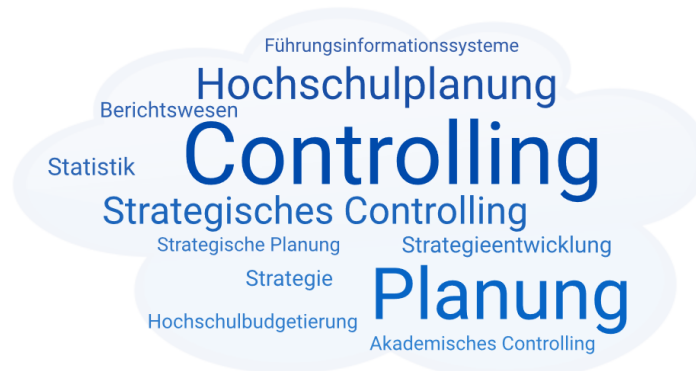 Führungsinformationssysteme
Hochschulplanung
Berichtswesen
Controlling
Statistik
Strategisches Controlling
Strategische Planung
Strategieentwicklung
Strategie
Planung
Hochschulbudgetierung
Akademisches Controlling